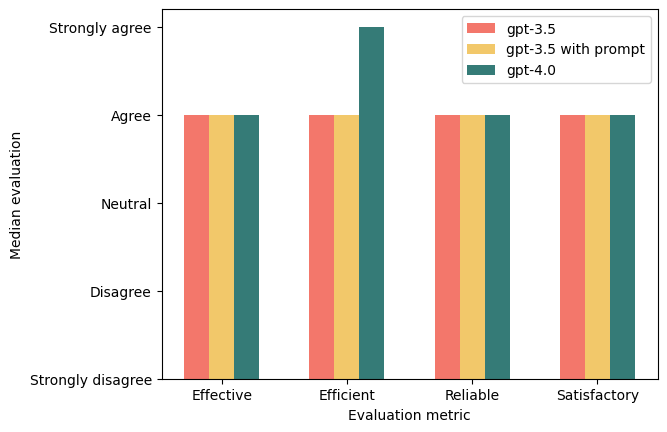 Strongly agree
Agree
Neutral
Disagree
Strongly disagree
Median evaluation
gpt-3.5
gpt-3.5 with prompt
gpt-4.0
Effective
Efficient
Reliable
Satisfactory
Evaluation metric